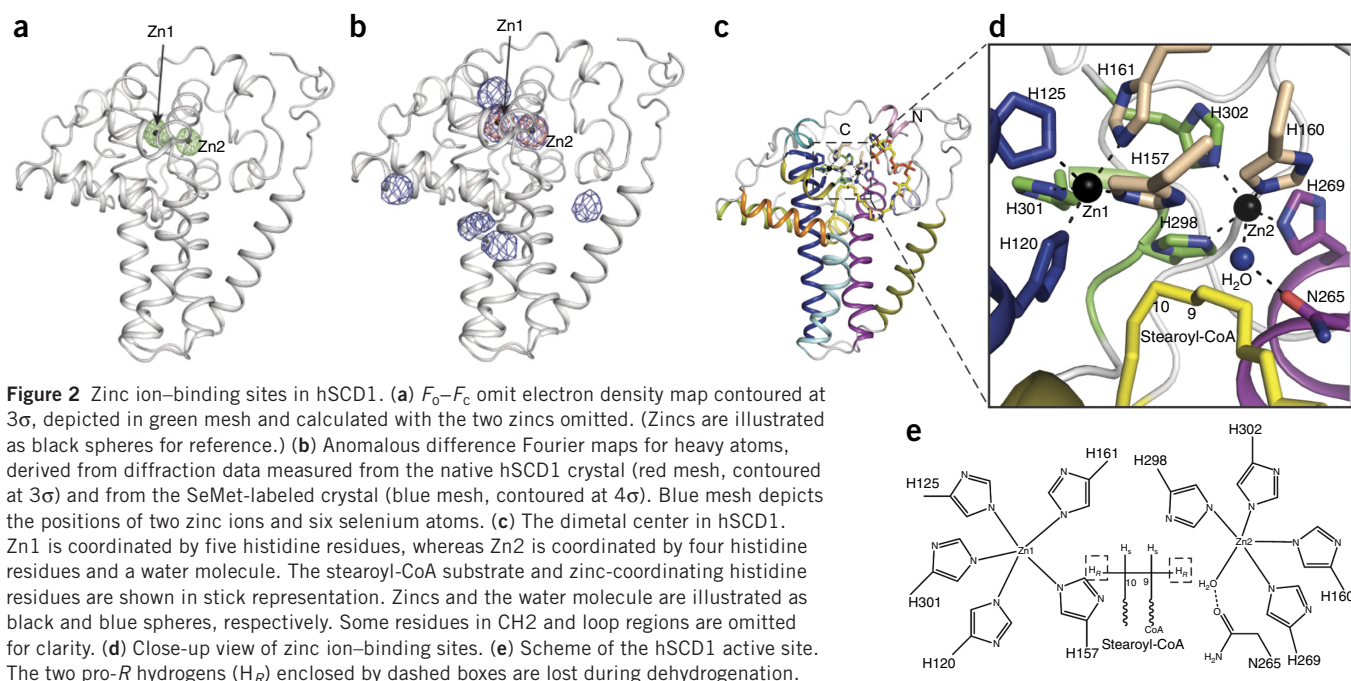 a
Zn1
Zn2
b
Zn1
Zn2
c
C
N
d
H161
H125
H302
H160
H157
H269
H301
Zn1
H298
Zn2
H120
H2O
N265
10
9
Stearoyl-CoA
Figure 2 Zinc ion–binding sites in hSCD1. (a) Fo–Fc omit electron density map contoured at
3σ, depicted in green mesh and calculated with the two zincs omitted. (Zincs are illustrated
as black spheres for reference.) (b) Anomalous difference Fourier maps for heavy atoms,
derived from diffraction data measured from the native hSCD1 crystal (red mesh, contoured
at 3σ) and from the SeMet-labeled crystal (blue mesh, contoured at 4σ). Blue mesh depicts
the positions of two zinc ions and six selenium atoms. (c) The dimetal center in hSCD1.
Zn1 is coordinated by five histidine residues, whereas Zn2 is coordinated by four histidine
residues and a water molecule. The stearoyl-CoA substrate and zinc-coordinating histidine
residues are shown in stick representation. Zincs and the water molecule are illustrated as
black and blue spheres, respectively. Some residues in CH2 and loop regions are omitted
for clarity. (d) Close-up view of zinc ion–binding sites. (e) Scheme of the hSCD1 active site.
The two pro-R hydrogens (HR) enclosed by dashed boxes are lost during dehydrogenation.
e
H302
H161
H298
H125
N
N
N
N
N
N
N
N
Zn1
Hs
Hs
Zn2
N
N
HR
HR
N
N
10
9
H2O
H160
H301
N
N
N
N
CoA
O
N
N
Stearoyl-CoA
H2N
H120
H157
N265
H269